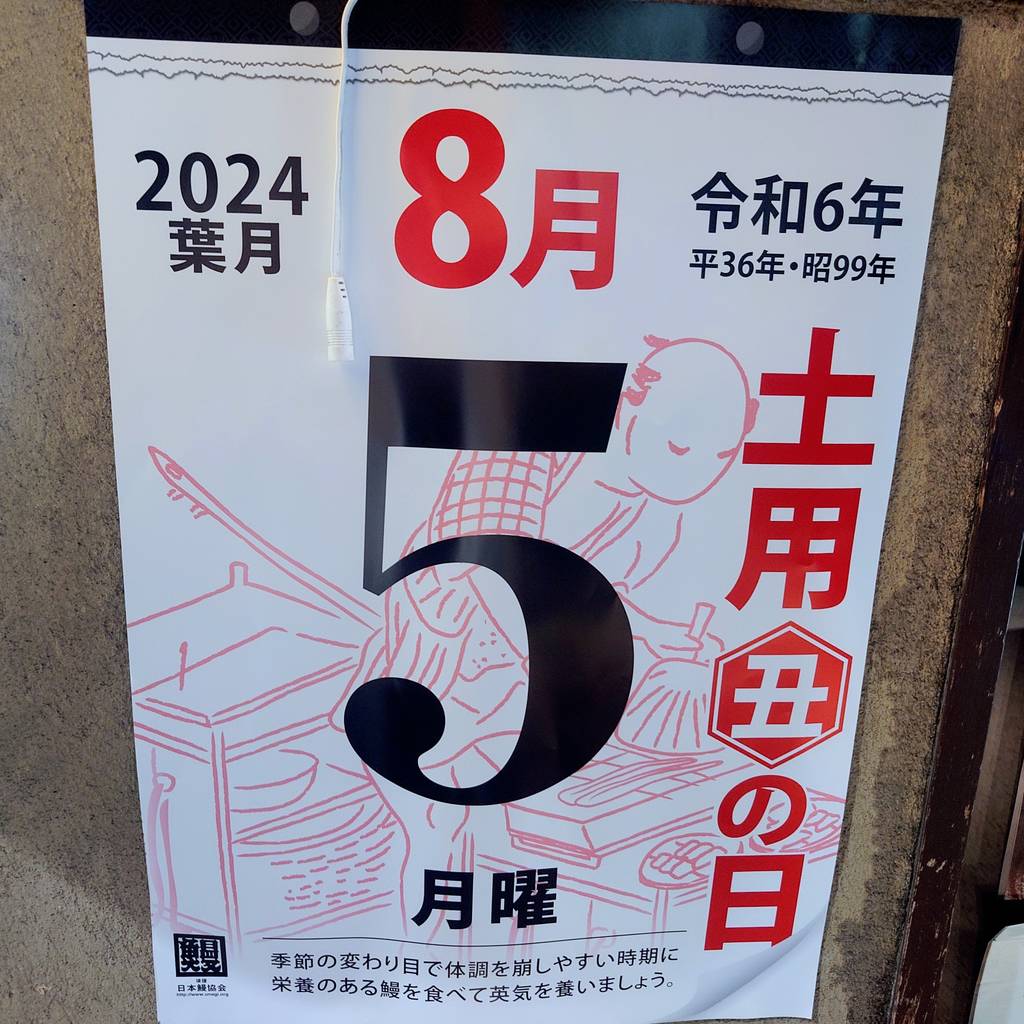 2024
葉月
8月
令和6年
平36年・昭99年
土用丑の日
5
月曜
季節の変わり目で体調を崩しやすい時期に
栄養のある鰻を食べて英気を養いましょう。
日本鰻協会